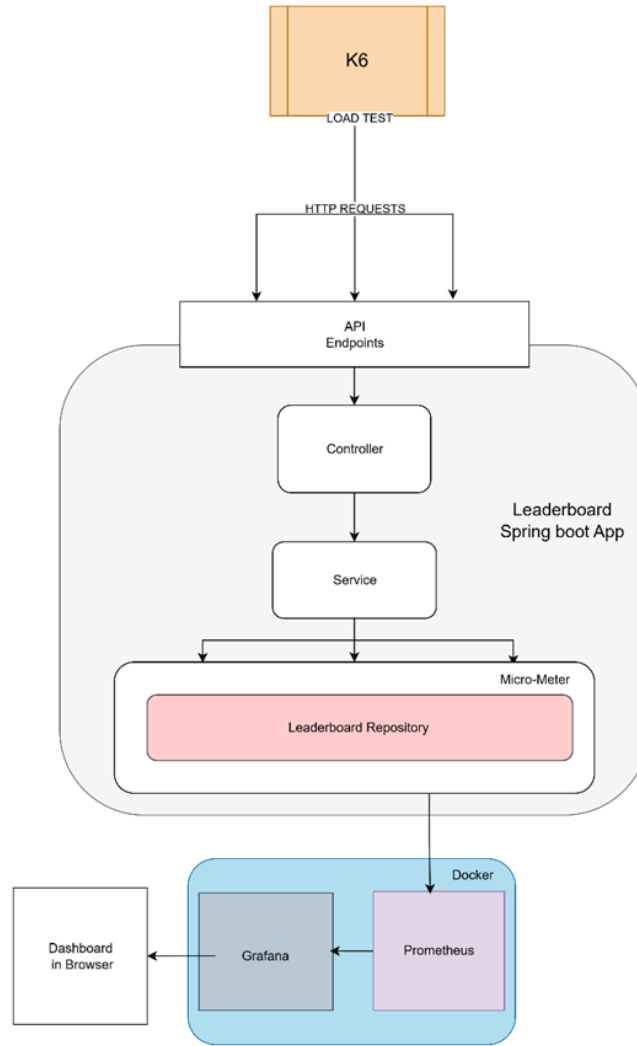 K6
LOAD TEST
HTTP REQUESTS
API
Endpoints
Controller
Leaderboard
Spring boot App
Service
Micro-Meter
Leaderboard Repository
Docker
Dashboard
in Browser
Grafana
Prometheus